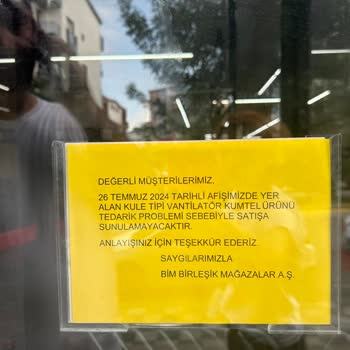 DEĞERLİ MÜŞTERİLERİMİZ,
26 TEMMUZ 2024 TARİHLİ AFİŞİMİZDE YER
ALAN KULE TİPİ VANTİLATÖR KUMTEL ÜRÜNÜ
TEDARİK PROBLEMİ SEBEBİYLE SATIŞA
SUNULAMAYACAKTIR.
ANLAYIŞINIZ İÇİN TEŞEKKÜR EDERİZ.
SAYGILARIMIZLA
BİM BİRLEŞİK MAĞAZALAR A.Ş.